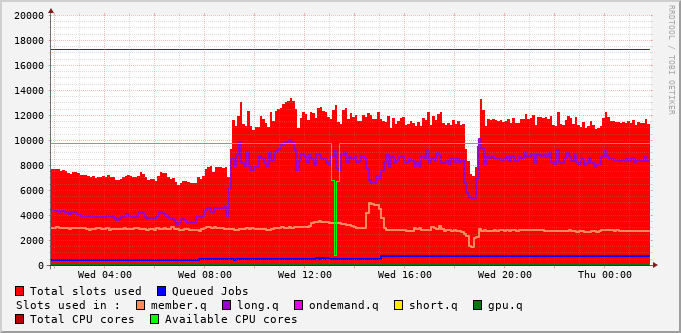 20000
18000
16000
14000
12000
10000
8000
6000
4000
2000
0
Wed 04:00 Wed 08:00 Wed 12:00 Wed 16:00 Wed 20:00 Thu 00:00
Total slots used Queued Jobs
Slots used in : member.q long.q ondemand.q short.q gpu.q
Total CPU cores Available CPU cores
RRDTOOL / TOBI OETIKER